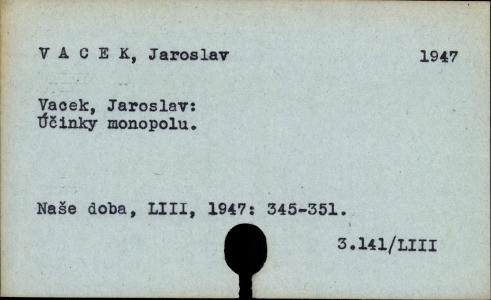 V A C E K, Jaroslav 1947
Vacek, Jaroslav:
Účinky monopolu.
Naše doba, LIII, 1947: 345-351.
3.141/LIII